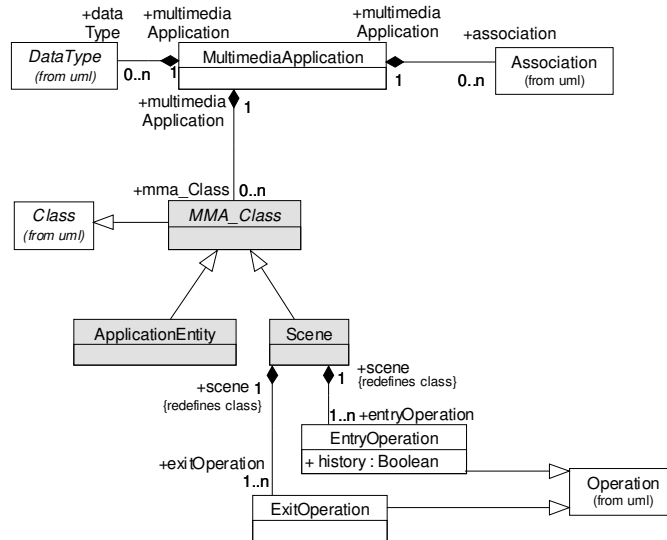 +data
Type
+multimedia
Application
+multimedia
Application
+association
DataType
(from uml)
0..n
1
MultimediaApplication
1
0..n
Association
(from uml)
+multimedia
Application
1
+mma_Class
0..n
Class
(from uml)
MMA_Class
ApplicationEntity
Scene
+scene
1
{redefines class}
1
+scene
{redefines class}
1..n
+entryOperation
EntryOperation
+ history : Boolean
+exitOperation
1..n
ExitOperation
Operation
(from uml)